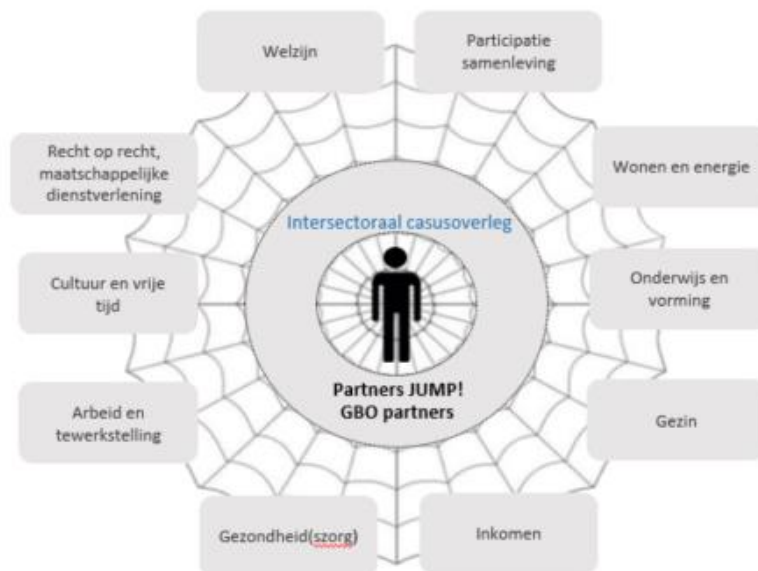 Welzijn
Participatie
samenleving
Recht op recht,
maatschappelijke
dienstverlening
Wonen en energie
Intersectoraal casusoverleg
Cultuur en vrije
tijd
Onderwijs en
vorming
Partners JUMP!
GBO partners
Arbeid en
tewerkstelling
Gezin
Gezondheid(szorg)
Inkomen